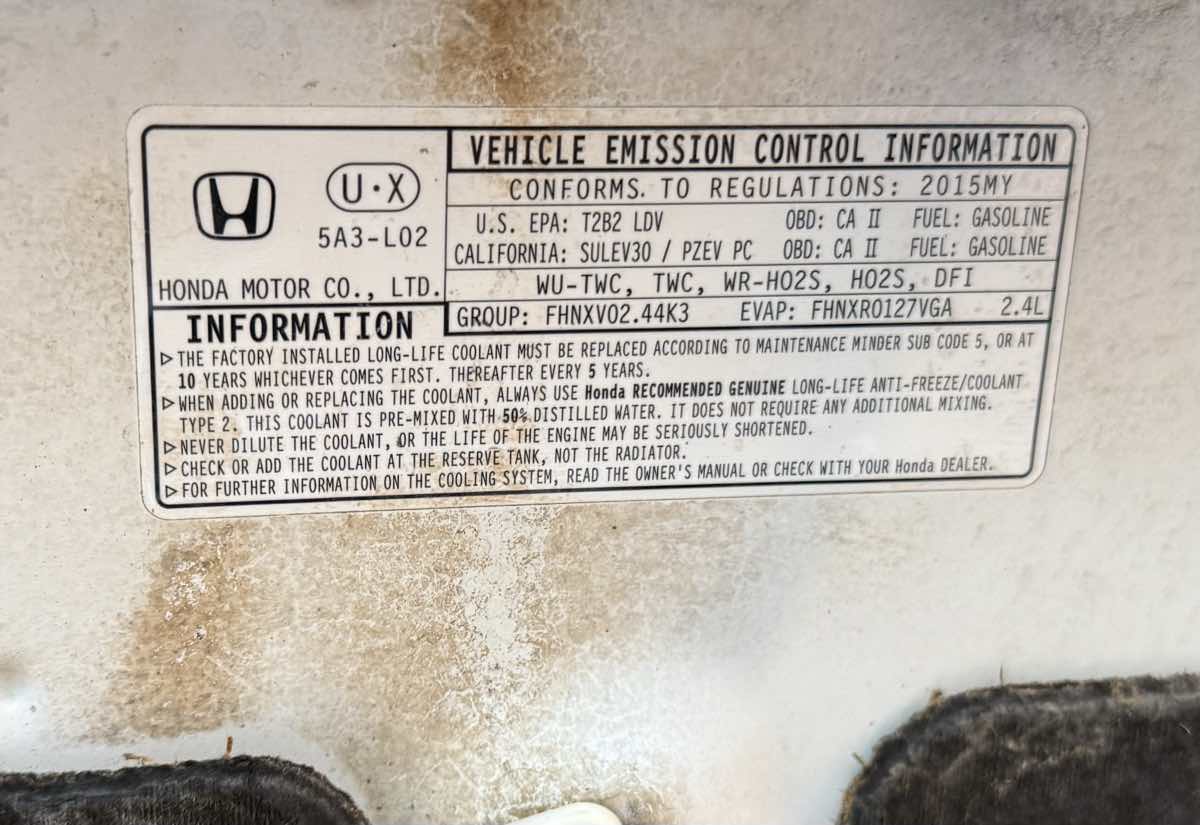 VEHICLE EMISSION CONTROL INFORMATION
CONFORMS TO REGULATIONS: 2015MY
U·X
5A3-L02
HONDA MOTOR CO., LTD.
U.S. EPA: T2B2 LDV OBD: CA II FUEL: GASOLINE
CALIFORNIA: SULEV30 / PZEV PC OBD: CA II FUEL: GASOLINE
WU-TWC, TWC, WR-HO2S, HO2S, DFI
GROUP: FHNXV02.44K3 EVAP: FHNXR0127VGA 2.4L
INFORMATION
▷ THE FACTORY INSTALLED LONG-LIFE COOLANT MUST BE REPLACED ACCORDING TO MAINTENANCE MINDER SUB CODE 5, OR AT
10 YEARS WHICHEVER COMES FIRST. THEREAFTER EVERY 5 YEARS.
▷ WHEN ADDING OR REPLACING THE COOLANT, ALWAYS USE Honda RECOMMENDED GENUINE LONG-LIFE ANTI-FREEZE/COOLANT
TYPE 2. THIS COOLANT IS PRE-MIXED WITH 50% DISTILLED WATER. IT DOES NOT REQUIRE ANY ADDITIONAL MIXING.
▷ NEVER DILUTE THE COOLANT, OR THE LIFE OF THE ENGINE MAY BE SERIOUSLY SHORTENED.
▷ CHECK OR ADD THE COOLANT AT THE RESERVE TANK, NOT THE RADIATOR.
▷ FOR FURTHER INFORMATION ON THE COOLING SYSTEM, READ THE OWNER'S MANUAL OR CHECK WITH YOUR Honda DEALER.